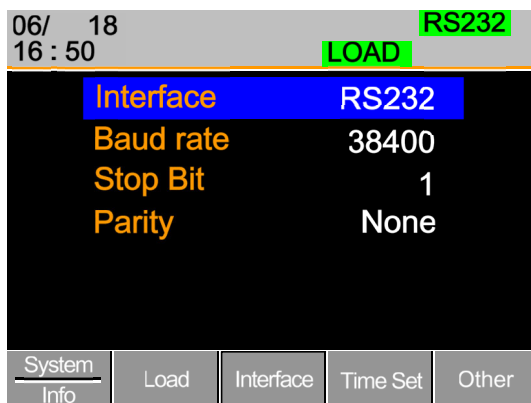 06/ 18 RS232
16 : 50 LOAD
Interface RS232
Baud rate 38400
Stop Bit 1
Parity None
System
Info
Load
Interface
Time Set
Other